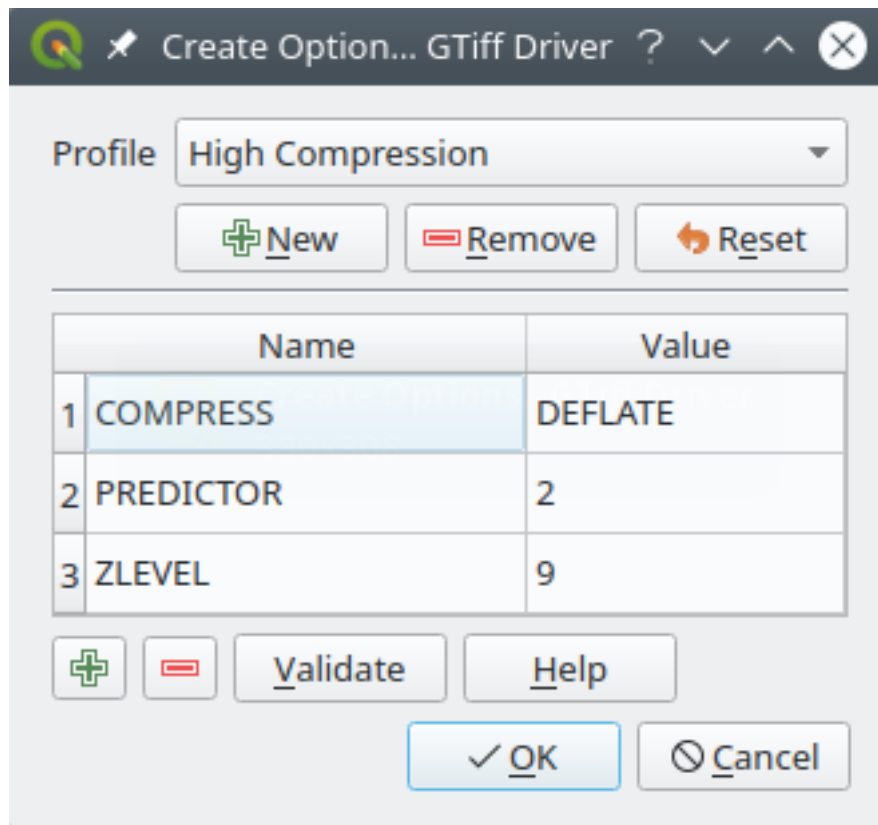 Create Option... GTiff Driver ?
Profile High Compression
New Remove Reset
Name Value
1 COMPRESS DEFLATE
2 PREDICTOR 2
3 ZLEVEL 9
Validate Help
OK Cancel